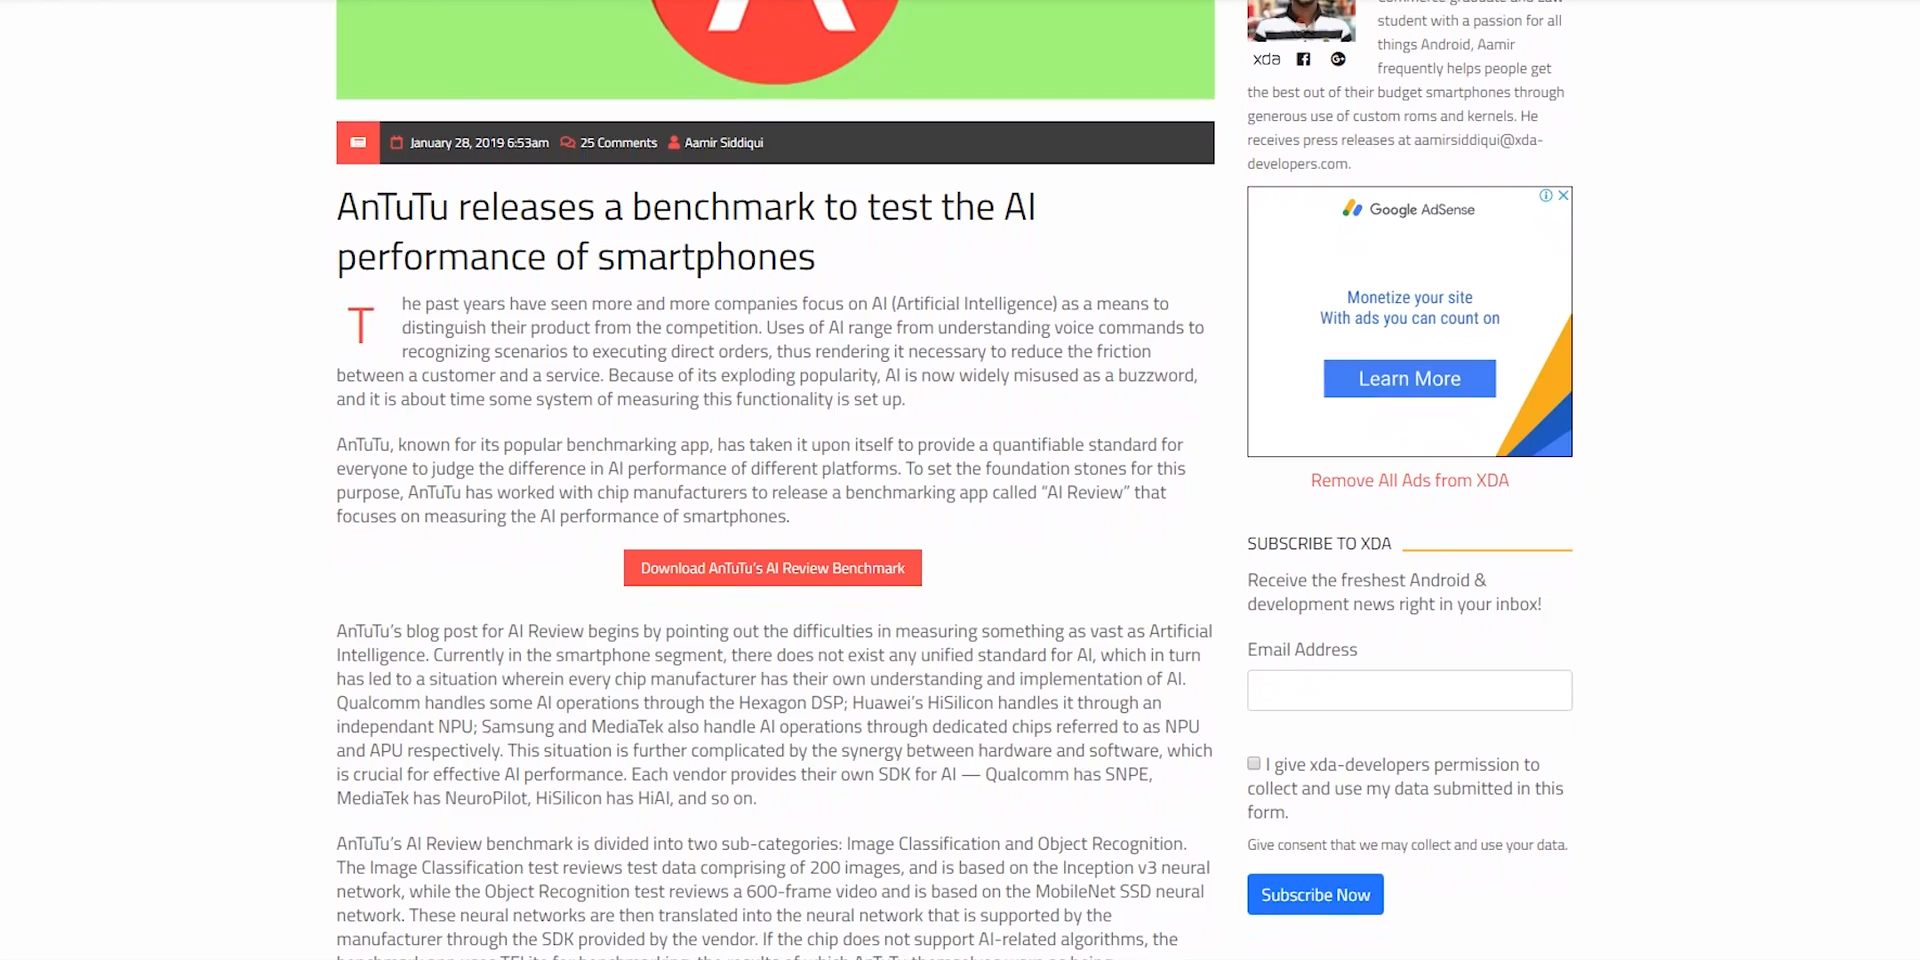 January 28, 2019 6:53am 25 Comments Aamir Siddiqui
AnTuTu releases a benchmark to test the AI
performance of smartphones
The past years have seen more and more companies focus on AI (Artificial Intelligence) as a means to
distinguish their product from the competition. Uses of AI range from understanding voice commands to
recognizing scenarios to executing direct orders, thus rendering it necessary to reduce the friction
between a customer and a service. Because of its exploding popularity, AI is now widely misused as a buzzword,
and it is about time some system of measuring this functionality is set up.
AnTuTu, known for its popular benchmarking app, has taken it upon itself to provide a quantifiable standard for
everyone to judge the difference in AI performance of different platforms. To set the foundation stones for this
purpose, AnTuTu has worked with chip manufacturers to release a benchmarking app called “AI Review” that
focuses on measuring the AI performance of smartphones.
Download AnTuTu’s AI Review Benchmark
AnTuTu’s blog post for AI Review begins by pointing out the difficulties in measuring something as vast as Artificial
Intelligence. Currently in the smartphone segment, there does not exist any unified standard for AI, which in turn
has led to a situation wherein every chip manufacturer has their own understanding and implementation of AI.
Qualcomm handles some AI operations through the Hexagon DSP; Huawei’s HiSilicon handles it through an
independant NPU; Samsung and MediaTek also handle AI operations through dedicated chips referred to as NPU
and APU respectively. This situation is further complicated by the synergy between hardware and software, which
is crucial for effective AI performance. Each vendor provides their own SDK for AI — Qualcomm has SNPE,
MediaTek has NeuroPilot, HiSilicon has HiAI, and so on.
AnTuTu’s AI Review benchmark is divided into two sub-categories: Image Classification and Object Recognition.
The Image Classification test reviews test data comprising of 200 images, and is based on the Inception v3 neural
network, while the Object Recognition test reviews a 600-frame video and is based on the MobileNet SSD neural
network. These neural networks are then translated into the neural network that is supported by the
manufacturer through the SDK provided by the vendor. If the chip does not support AI-related algorithms, the
student with a passion for all
things Android, Aamir
xda
frequently helps people get
the best out of their budget smartphones through
generous use of custom roms and kernels. He
receives press releases at aamirsiddiqui@xda-
developers.com.
Google AdSense
Monetize your site
With ads you can count on
Learn More
Remove All Ads from XDA
SUBSCRIBE TO XDA
Receive the freshest Android &
development news right in your inbox!
Email Address
I give xda-developers permission to
collect and use my data submitted in this
form.
Give consent that we may collect and use your data.
Subscribe Now